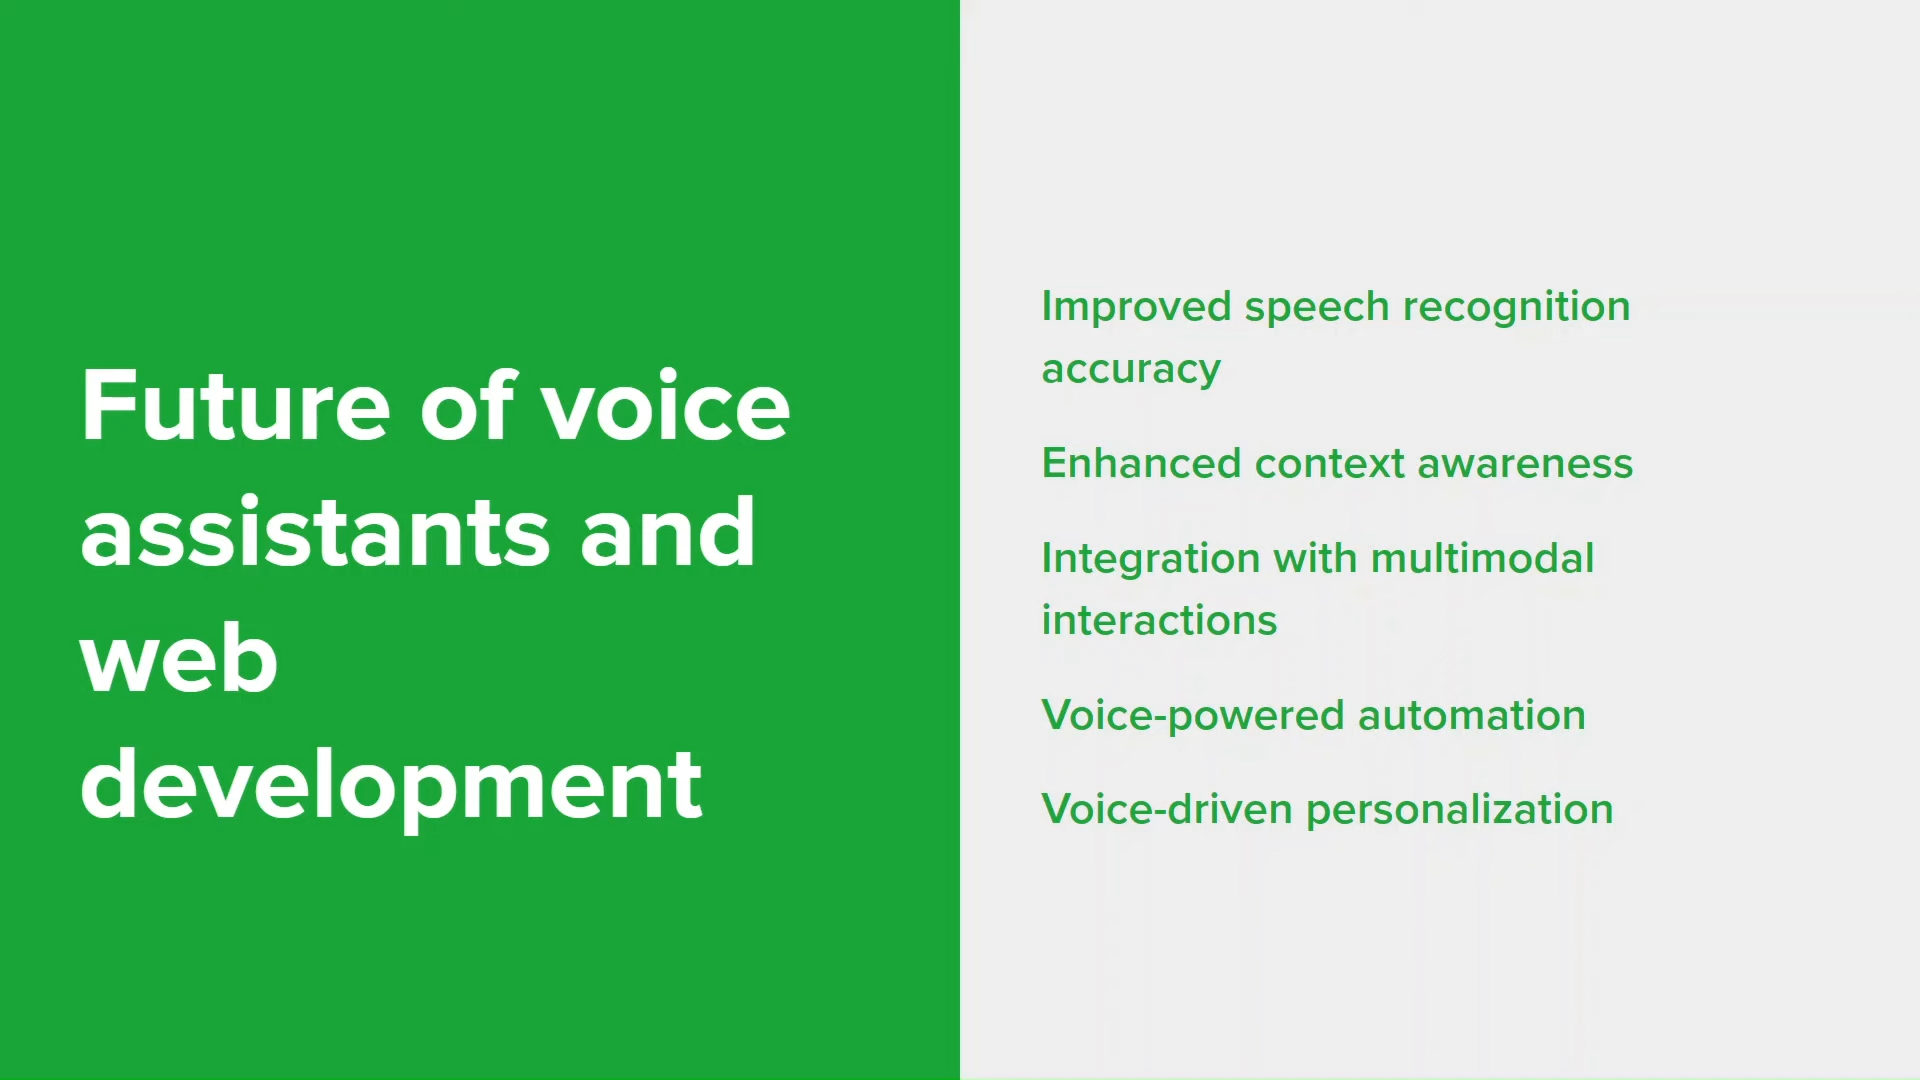 Future of voice
assistants and
web
development
Improved speech recognition
accuracy
Enhanced context awareness
Integration with multimodal
interactions
Voice-powered automation
Voice-driven personalization